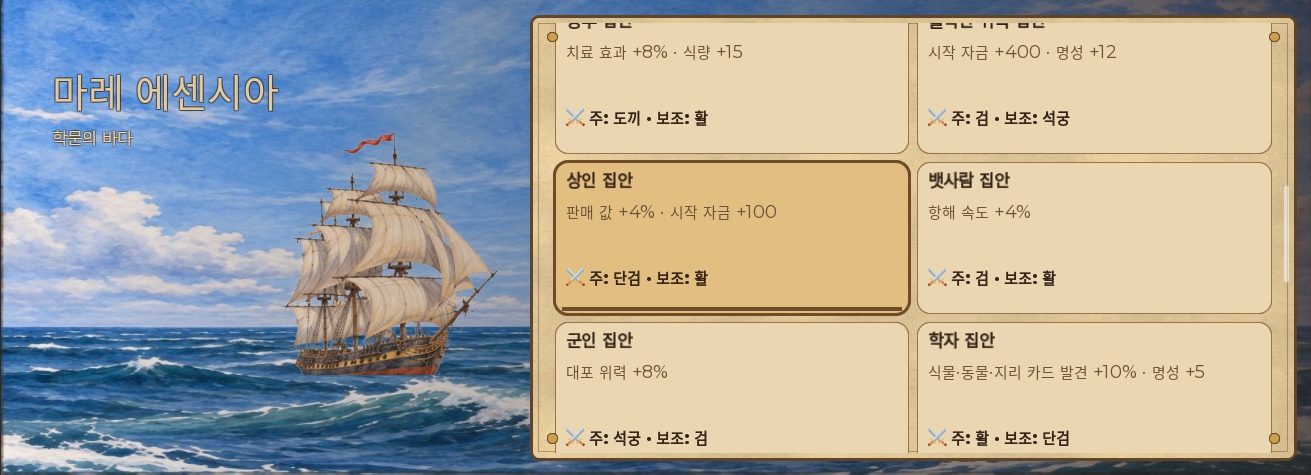 마레 에센시아
학문의 바다
치료 효과 +8% · 식량 +15
주: 도끼 • 보조: 활
시작 자금 +400 · 명성 +12
주: 검 • 보조: 석궁
상인 집안
판매 값 +4% · 시작 자금 +100
주: 단검 • 보조: 활
뱃사람 집안
항해 속도 +4%
주: 검 • 보조: 활
군인 집안
대포 위력 +8%
주: 석궁 • 보조: 검
학자 집안
식물·동물·지리 카드 발견 +10% · 명성 +5
주: 활 • 보조: 단검